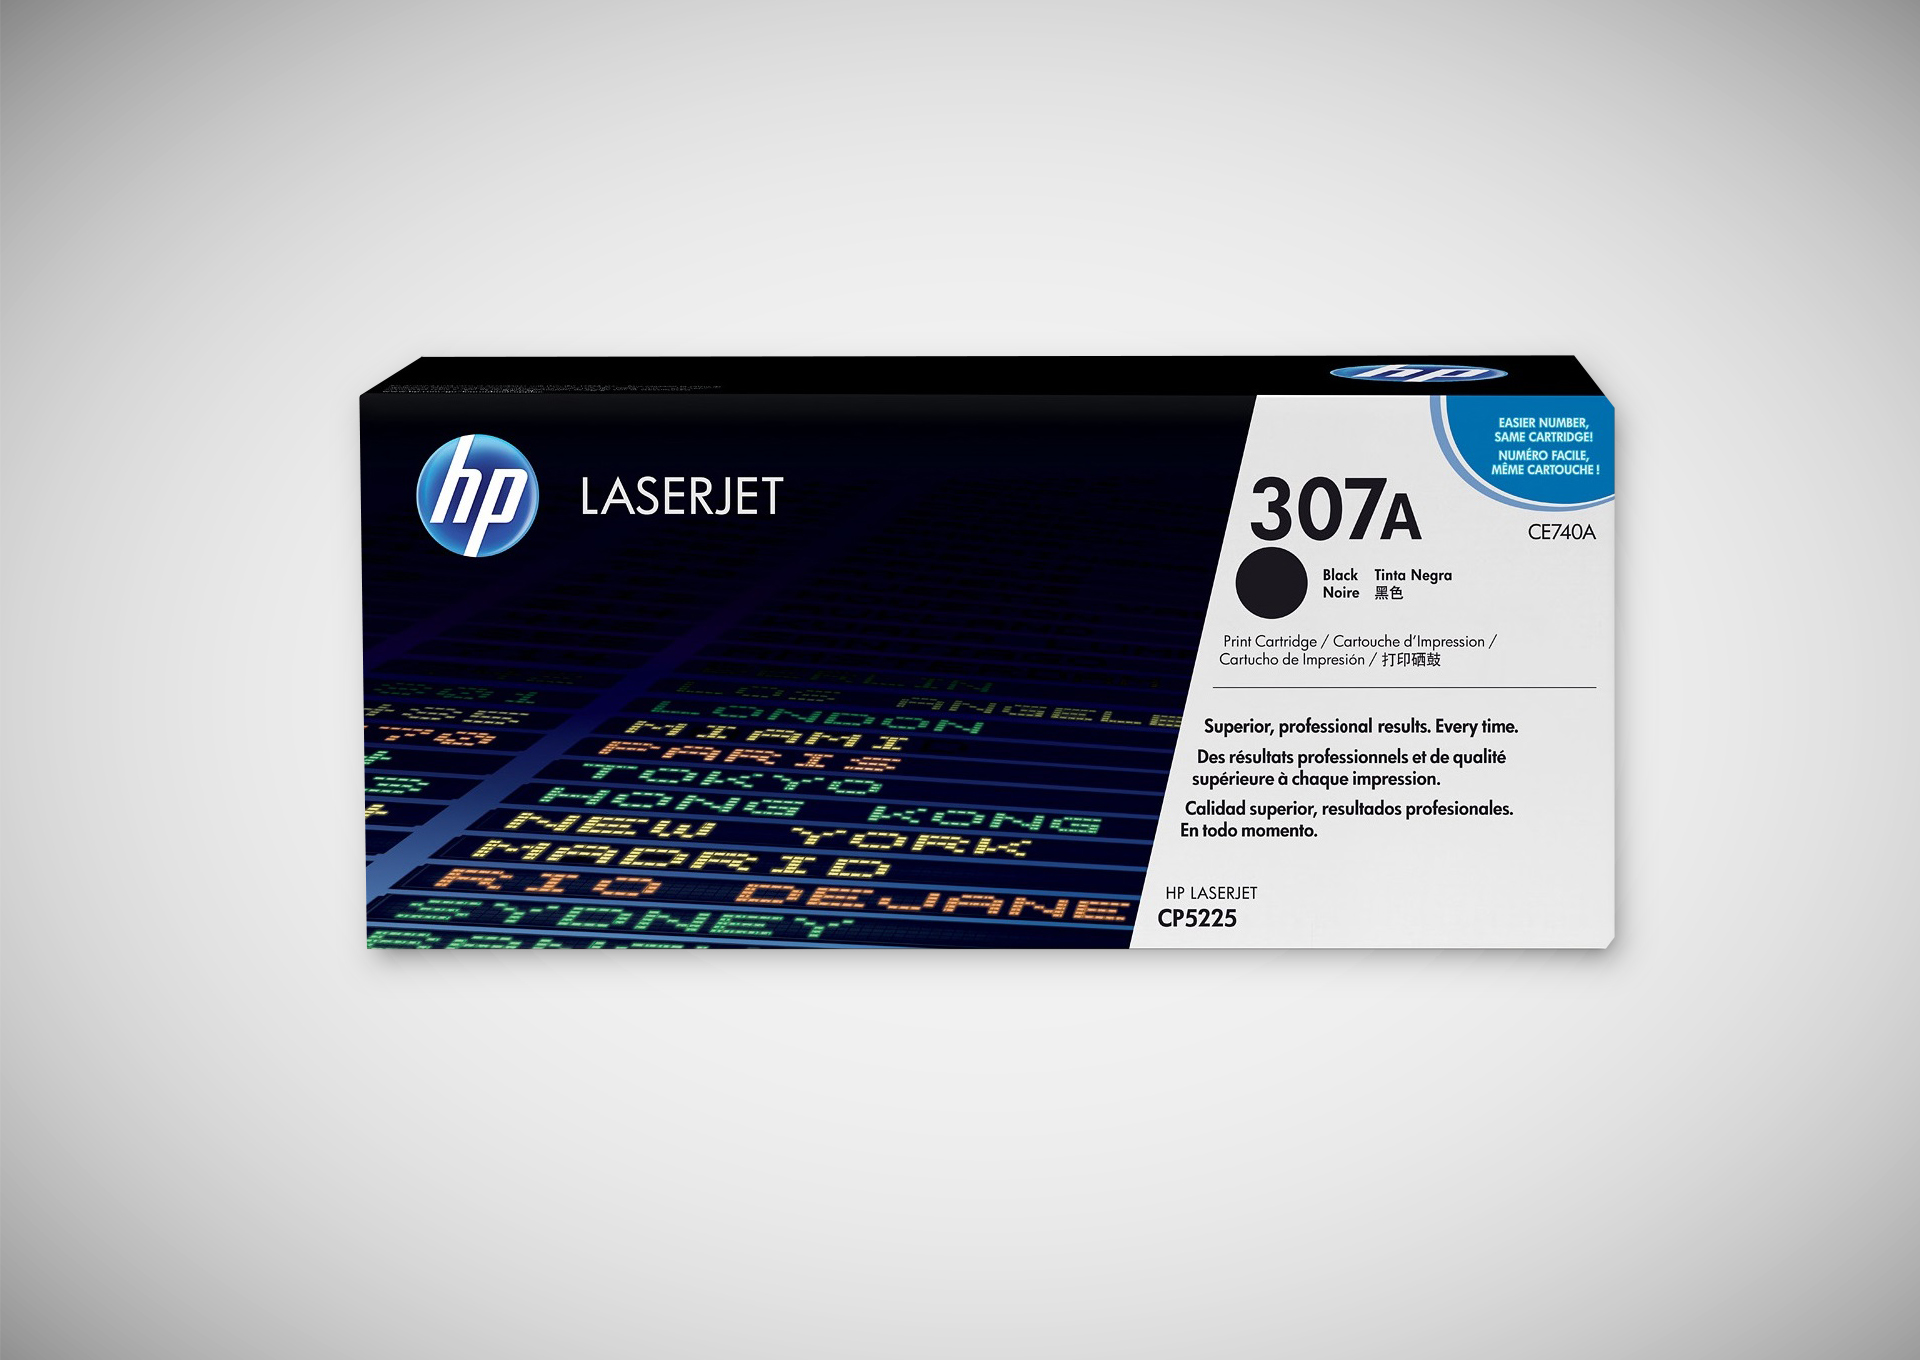 hp
hp
LASERJET
EASIER NUMBER,
SAME CARTRIDGE!
NUMÉRO FACILE,
MÊME CARTOUCHE !
307A
CE740A
Black Tinta Negra
Noire 黑色
Print Cartridge / Cartouche d'Impression /
Cartucho de Impresión / 打印硒鼓
Superior, professional results. Every time.
Des résultats professionnels et de qualité
supérieure à chaque impression.
Calidad superior, resultados profesionales.
En todo momento.
HP LASERJET
CP5225
BERLIN
LOS ANGELE
LONDON
MIAMI
PARIS
TOKYO
HONG KONG
NEW YORK
MADRID
RIO DEJANE
SYDNEY